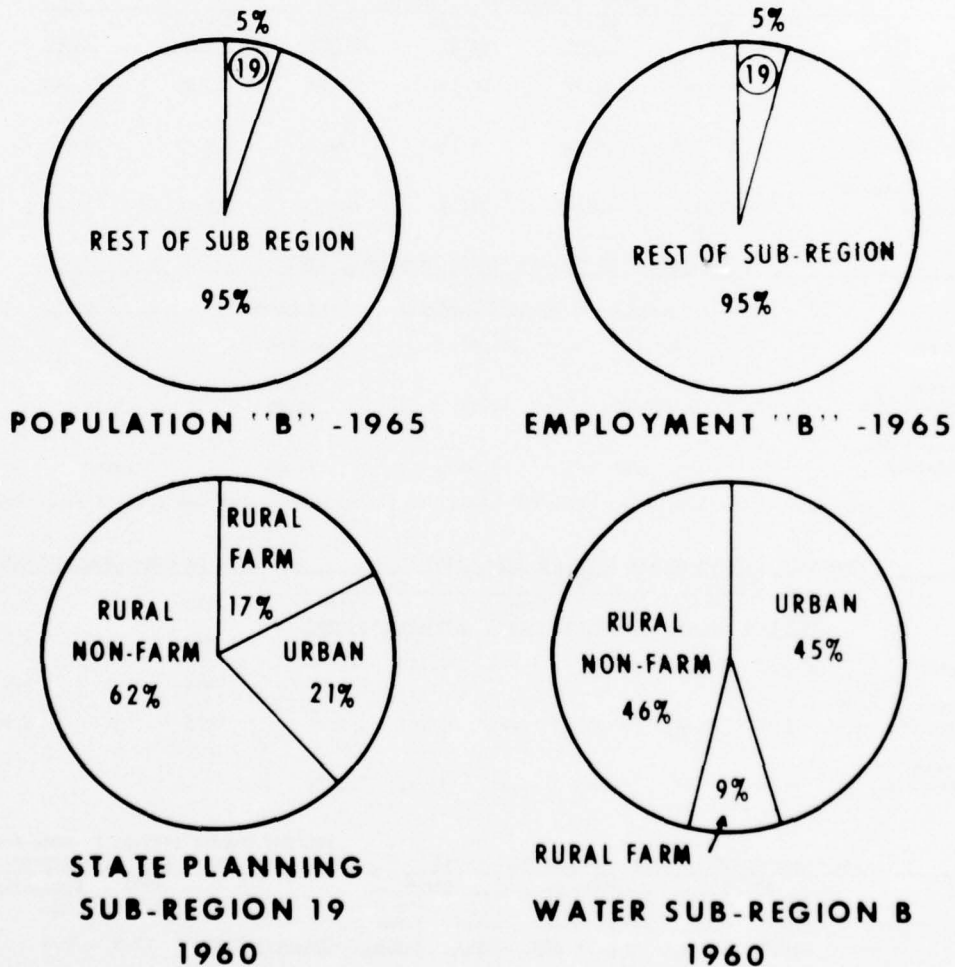 5%
19
REST OF SUB REGION
95%
POPULATION "B" -1965
5%
19
REST OF SUB-REGION
95%
EMPLOYMENT "B" -1965
RURAL
FARM
17%
RURAL
NON-FARM
62%
URBAN
21%
STATE PLANNING
SUB-REGION 19
1960
URBAN
45%
RURAL
NON-FARM
46%
9%
RURAL FARM
WATER SUB-REGION B
1960